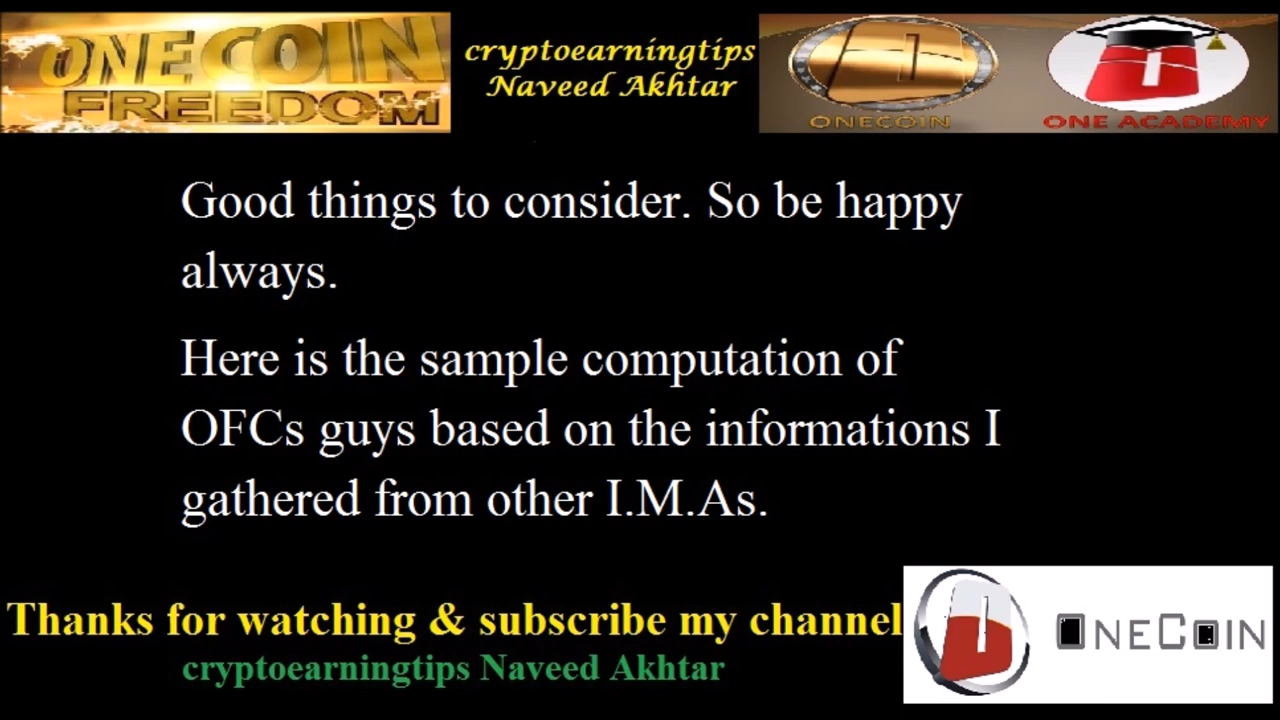 ONE COIN
FREEDOM
cryptoearningtips
Naveed Akhtar
ONECOIN
ONE ACADEMY
Good things to consider. So be happy
always.
Here is the sample computation of
OFCs guys based on the informations I
gathered from other I.M.As.
Thanks for watching & subscribe my channel
cryptoearningtips Naveed Akhtar
ONECOIN